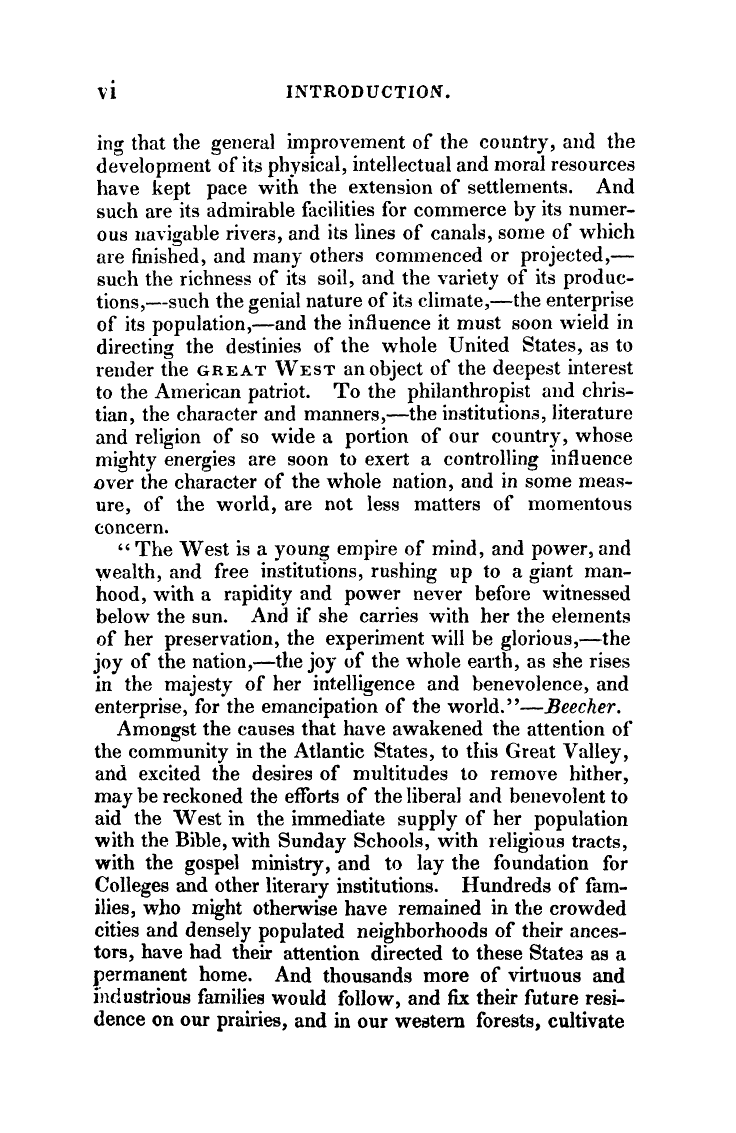 vi INTRODUCTION.
ing that the general improvement of the country, and the
development of its physical, intellectual and moral resources
have kept pace with the extension of settlements. And
such are its admirable facilities for commerce by its numer-
ous navigable rivers, and its lines of canals, some of which
are finished, and many others commenced or projected,—
such the richness of its soil, and the variety of its produc-
tions,—such the genial nature of its climate,—the enterprise
of its population,—and the influence it must soon wield in
directing the destinies of the whole United States, as to
render the GREAT WEST an object of the deepest interest
to the American patriot. To the philanthropist and chris-
tian, the character and manners,—the institutions, literature
and religion of so wide a portion of our country, whose
mighty energies are soon to exert a controlling influence
over the character of the whole nation, and in some meas-
ure, of the world, are not less matters of momentous
concern.
“The West is a young empire of mind, and power, and
wealth, and free institutions, rushing up to a giant man-
hood, with a rapidity and power never before witnessed
below the sun. And if she carries with her the elements
of her preservation, the experiment will be glorious,—the
joy of the nation,—the joy of the whole earth, as she rises
in the majesty of her intelligence and benevolence, and
enterprise, for the emancipation of the world.”—Beecher.
Amongst the causes that have awakened the attention of
the community in the Atlantic States, to this Great Valley,
and excited the desires of multitudes to remove hither,
may be reckoned the efforts of the liberal and benevolent to
aid the West in the immediate supply of her population
with the Bible, with Sunday Schools, with religious tracts,
with the gospel ministry, and to lay the foundation for
Colleges and other literary institutions. Hundreds of fam-
ilies, who might otherwise have remained in the crowded
cities and densely populated neighborhoods of their ances-
tors, have had their attention directed to these States as a
permanent home. And thousands more of virtuous and
industrious families would follow, and fix their future resi-
dence on our prairies, and in our western forests, cultivate